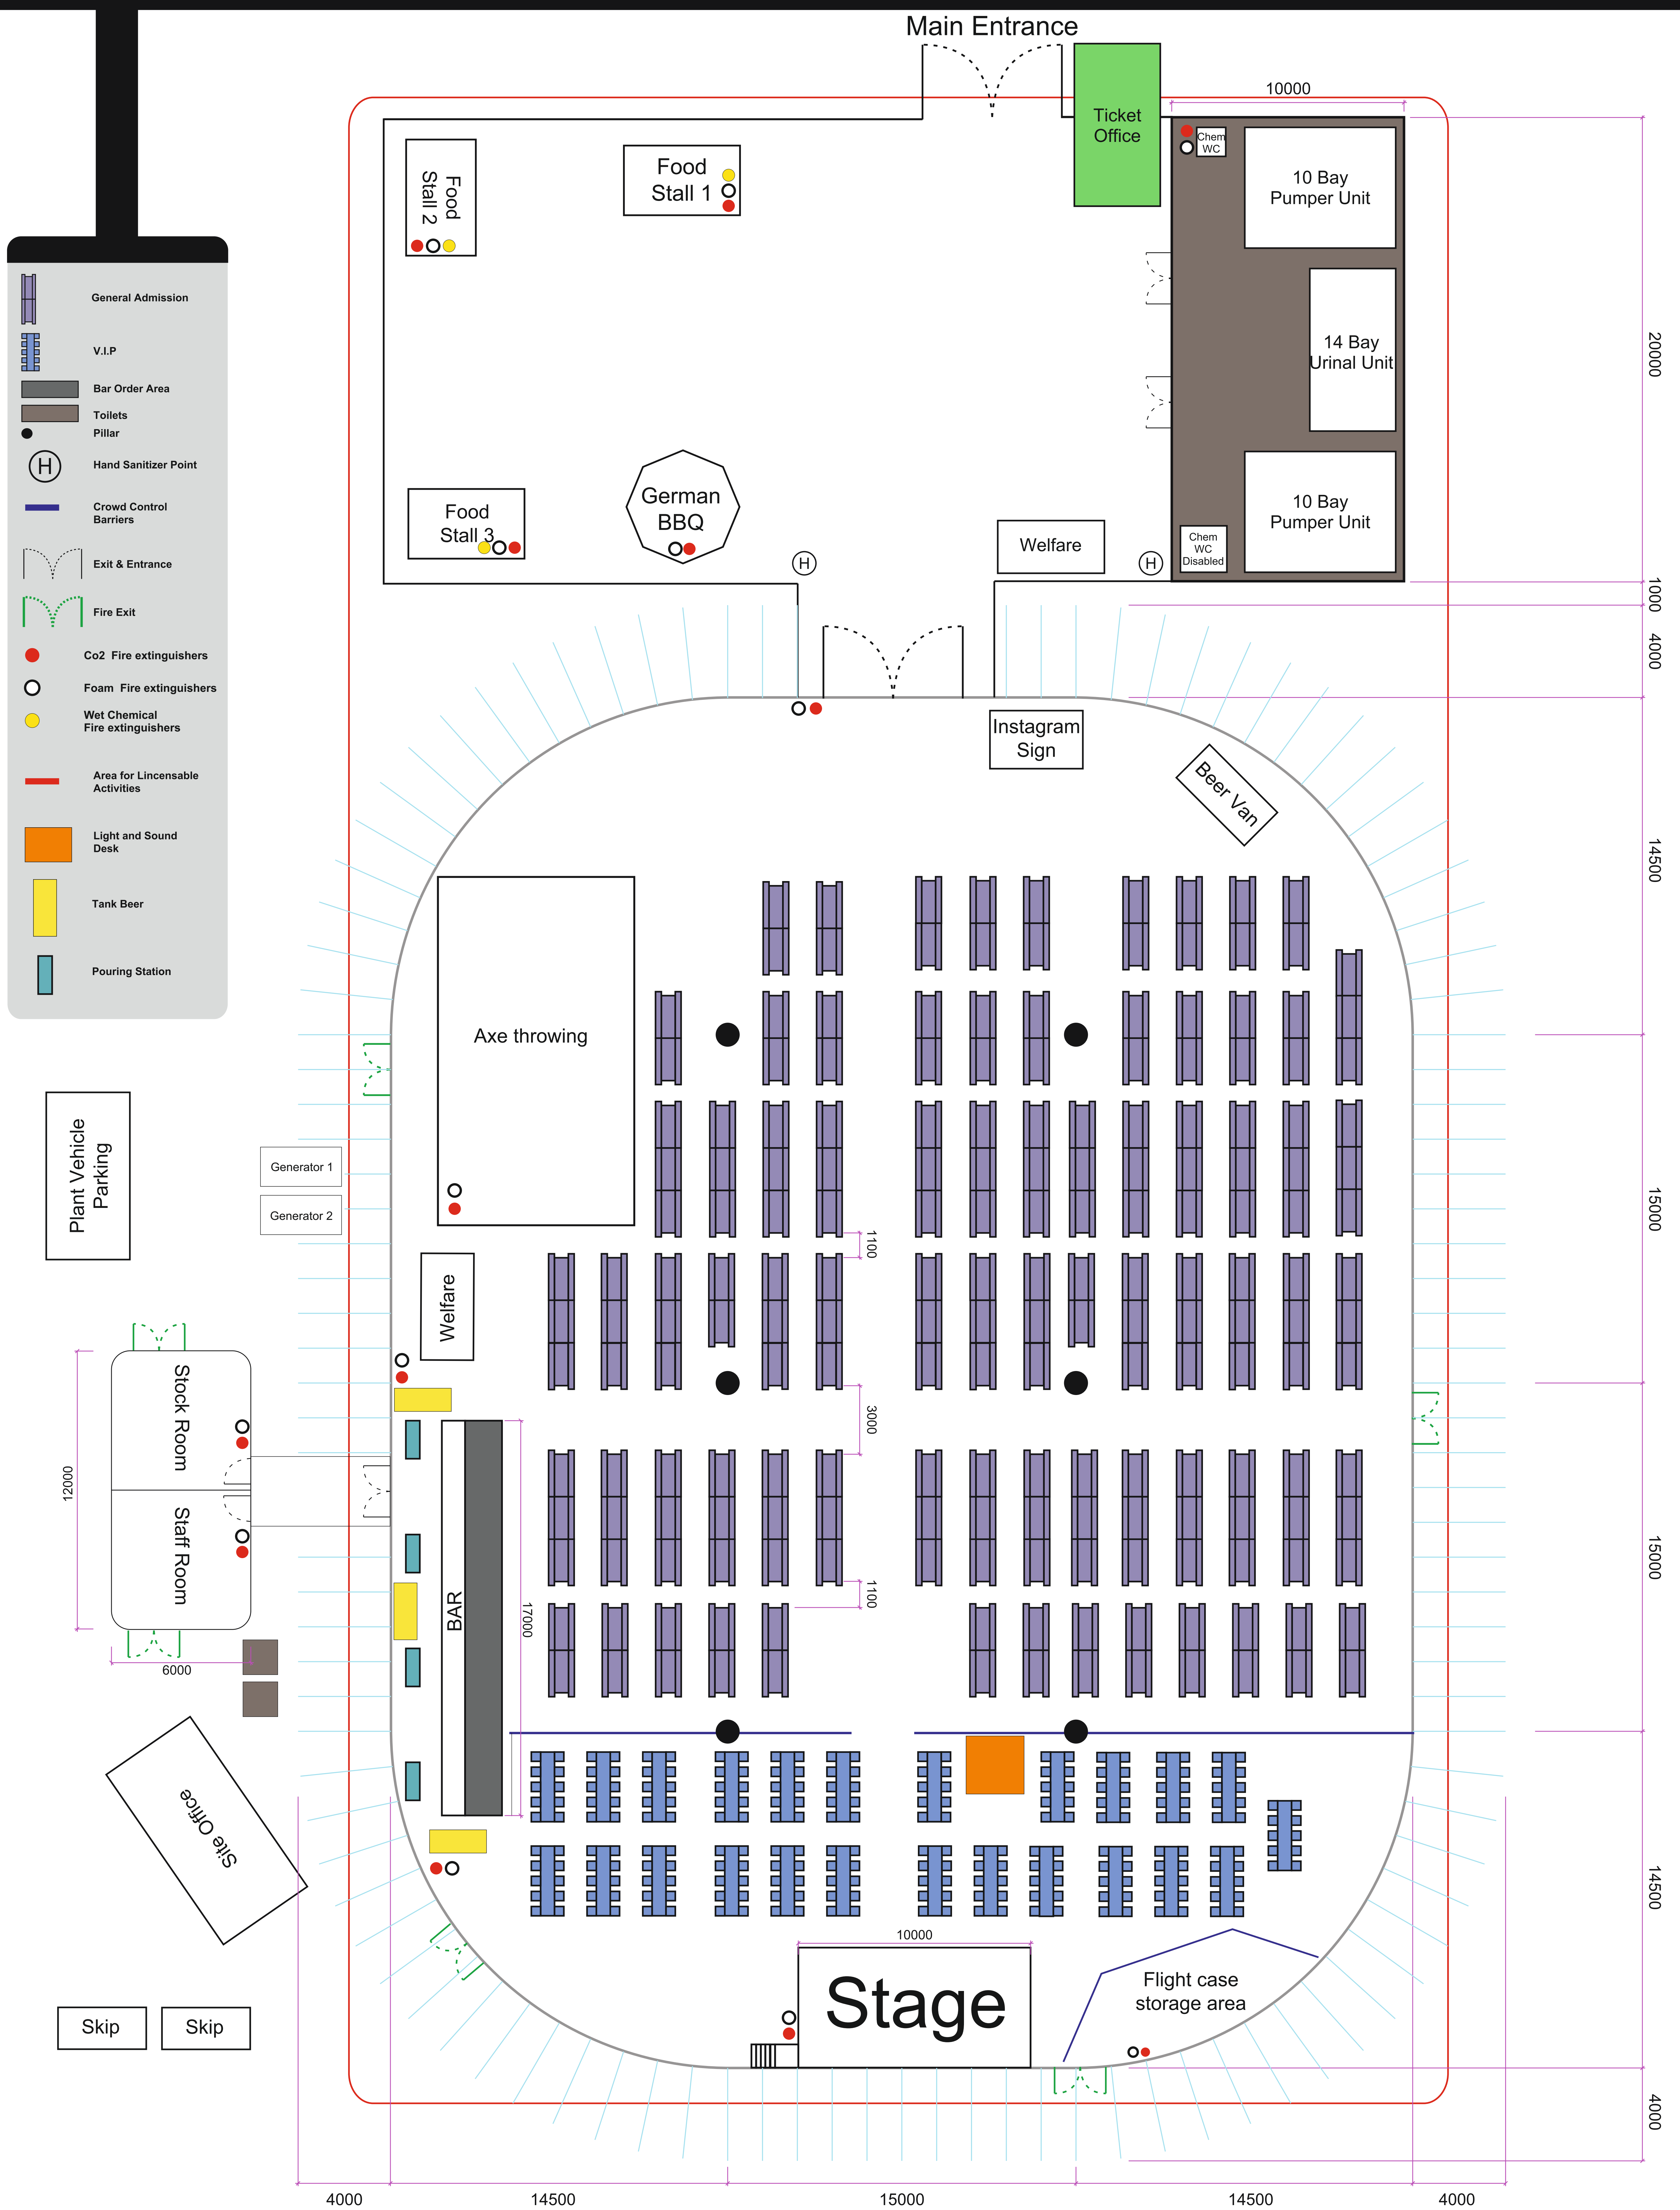 Main Entrance
10000
Ticket
Office
Chem
WC
10 Bay
Pumper Unit
Food
Stall 2
Food
Stall 1
14 Bay
Urinal Unit
20000
General Admission
V.I.P
Bar Order Area
Toilets
Pillar
H
Hand Sanitizer Point
Crowd Control
Barriers
Exit & Entrance
Fire Exit
Co2 Fire extinguishers
Foam Fire extinguishers
Wet Chemical
Fire extinguishers
Area for Lincensable
Activities
Light and Sound
Desk
Tank Beer
Pouring Station
Food
Stall 3
German
BBQ
H
Welfare
H
Chem
WC
Disabled
10 Bay
Pumper Unit
1000
4000
Instagram
Sign
Beer Van
14500
Axe throwing
Plant Vehicle
Parking
Generator 1
Generator 2
1100
15000
Welfare
Stock Room
Staff Room
12000
6000
3000
BAR
17000
1100
15000
Site Office
14500
10000
Stage
Flight case
storage area
Skip
Skip
4000
4000
14500
15000
14500
4000